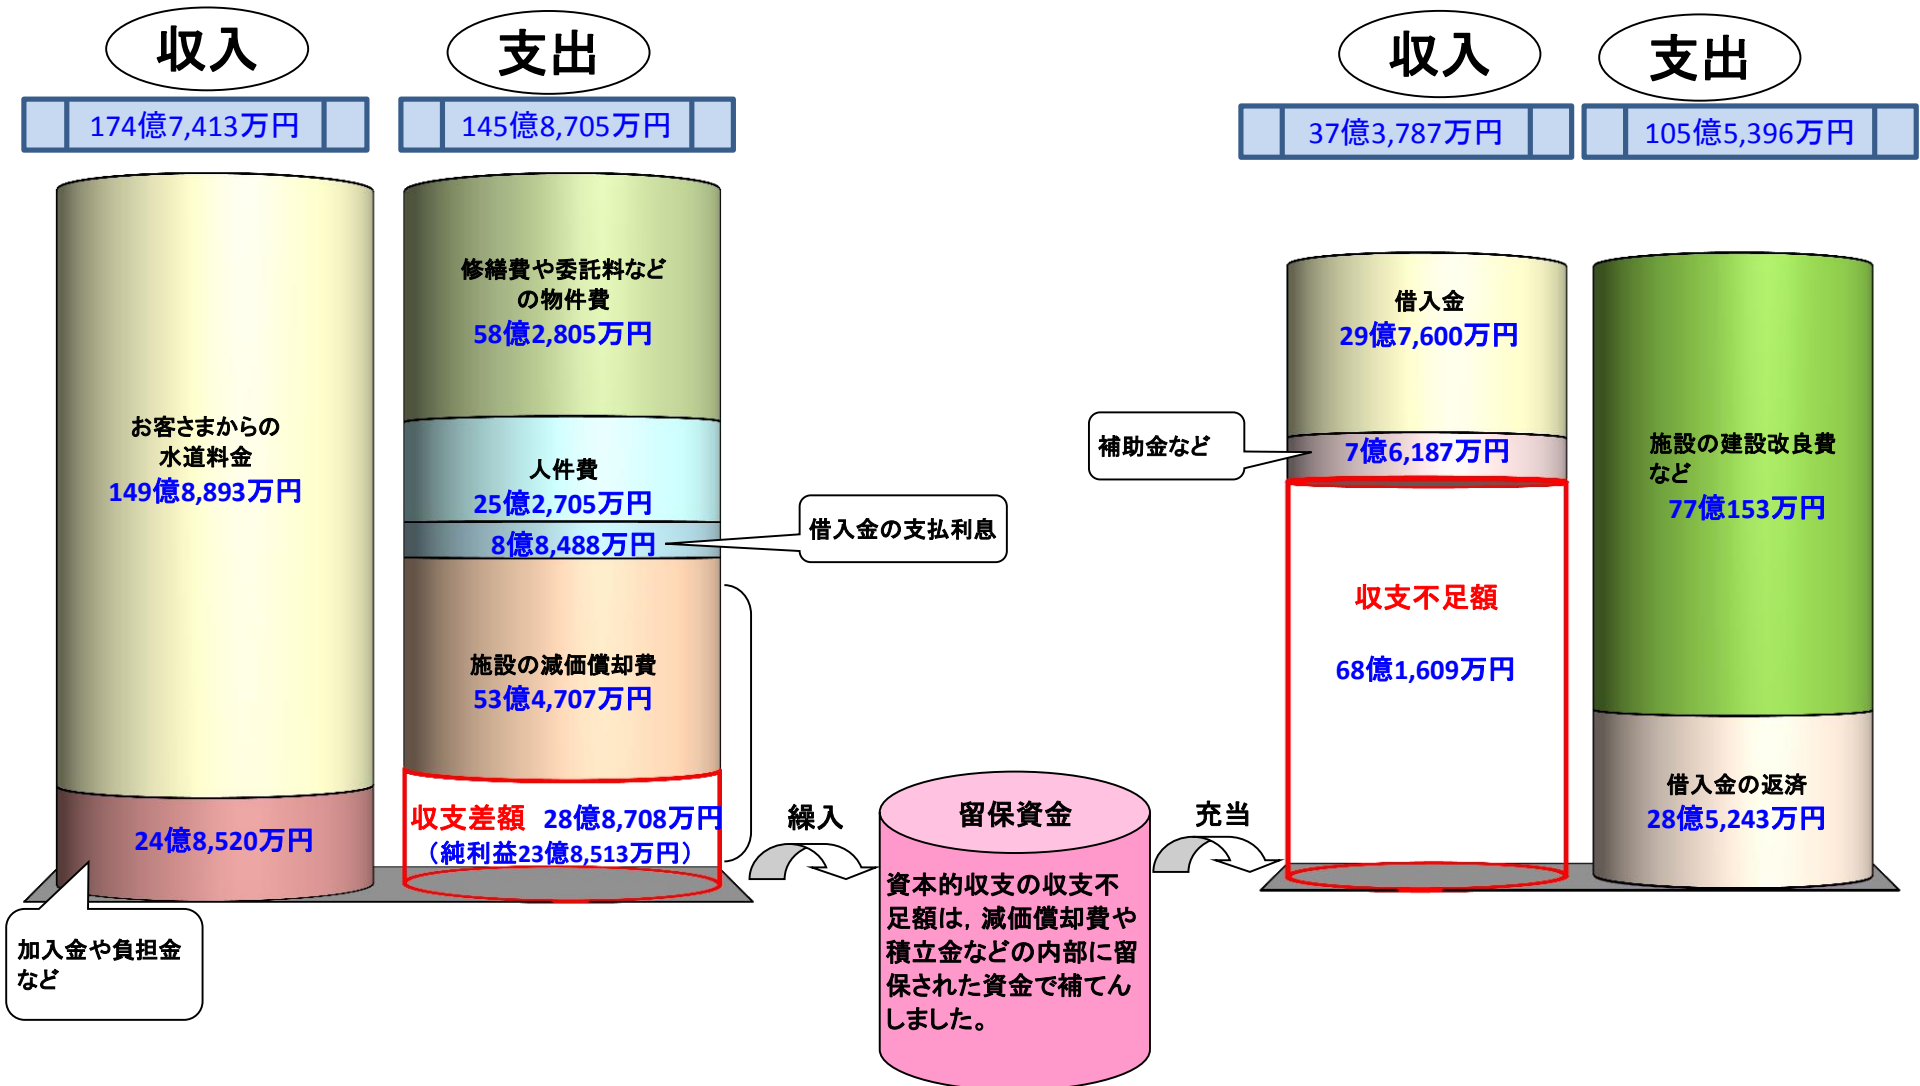 収入
174億7,413万円
お客さまからの
水道料金
149億8,893万円
24億8,520万円
加入金や負担金
など
支出
145億8,705万円
修繕費や委託料など
の物件費
58億2,805万円
人件費
25億2,705万円
8億8,488万円
借入金の支払利息
施設の減価償却費
53億4,707万円
収支差額 28億8,708万円
（純利益23億8,513万円）
繰入
留保資金
資本的収支の収支不
足額は，減価償却費や
積立金などの内部に留
保された資金で補てん
しました。
充当
収入
37億3,787万円
借入金
29億7,600万円
補助金など
7億6,187万円
収支不足額
68億1,609万円
支出
105億5,396万円
施設の建設改良費
など
77億153万円
借入金の返済
28億5,243万円